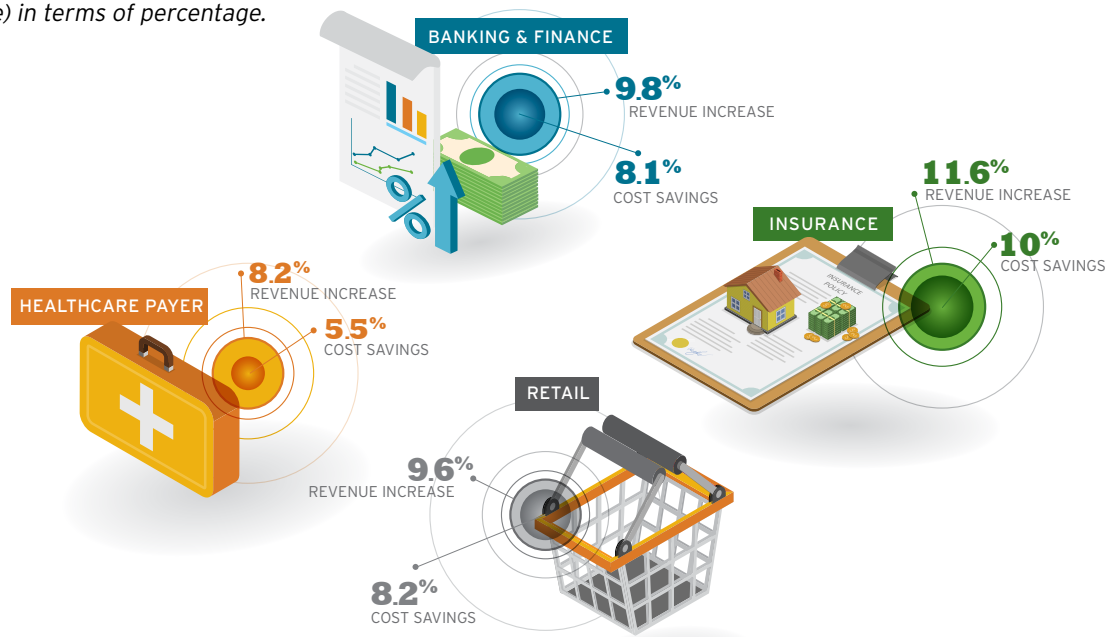 e) in terms of percentage.
BANKING & FINANCE
9.8%
REVENUE INCREASE
8.1%
COST SAVINGS
%
11.6%
REVENUE INCREASE
INSURANCE
10%
COST SAVINGS
INSURANCE
POLICY
8.2%
REVENUE INCREASE
HEALTHCARE PAYER
5.5%
COST SAVINGS
RETAIL
9.6%
REVENUE INCREASE
8.2%
COST SAVINGS